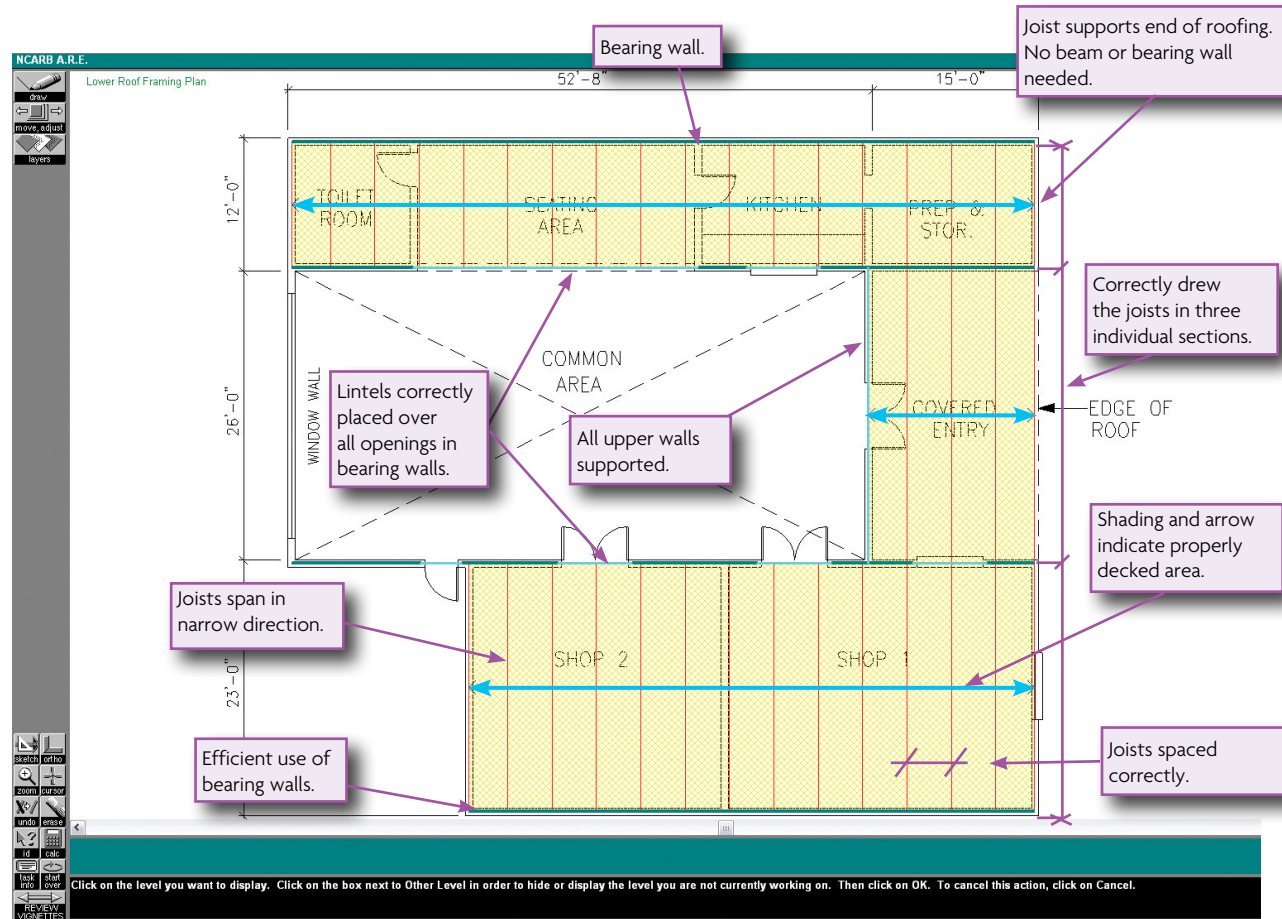 NCARB A.R.E.
draw
move, adjust
layers
Lower Roof Framing Plan
Bearing wall.
52'-8"
15'-0"
Joist supports end of roofing.
No beam or bearing wall
needed.
12'-0"
TOILET
ROOM
SEATING
AREA
KITCHEN
PREP &
STOR.
Correctly drew
the joists in three
individual sections.
26'-0"
WINDOW WALL
COMMON
AREA
Lintels correctly
placed over
all openings in
bearing walls.
All upper walls
supported.
COVERED
ENTRY
EDGE OF
ROOF
Shading and arrow
indicate properly
decked area.
Joists span in
narrow direction.
23'-0"
SHOP 2
SHOP 1
Efficient use of
bearing walls.
Joists spaced
correctly.
sketch ortho
zoom cursor
undo erase
id calc
task info start over
REVIEW
VIGNETTES
Click on the level you want to display. Click on the box next to Other Level in order to hide or display the level you are not currently working on. Then click on OK. To cancel this action, click on Cancel.